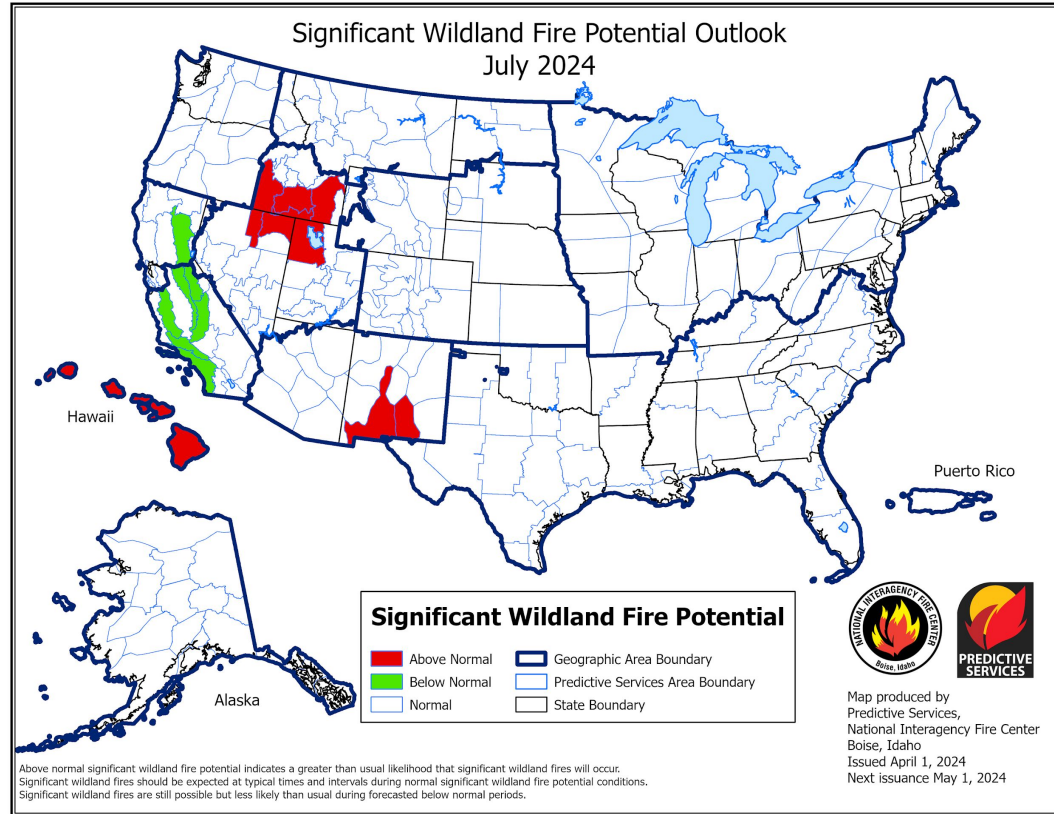 Significant Wildland Fire Potential Outlook
July 2024
Hawaii
Puerto Rico
Alaska
Significant Wildland Fire Potential
Above Normal
Below Normal
Normal
Geographic Area Boundary
Predictive Services Area Boundary
State Boundary
NATIONAL INTERAGENCY FIRE CENTER
Boise, Idaho
PREDICTIVE
SERVICES
Map produced by
Predictive Services,
National Interagency Fire Center
Boise, Idaho
Issued April 1, 2024
Next issuance May 1, 2024
Above normal significant wildland fire potential indicates a greater than usual likelihood that significant wildland fires will occur.
Significant wildland fires should be expected at typical times and intervals during normal significant wildland fire potential conditions.
Significant wildland fires are still possible but less likely than usual during forecasted below normal periods.